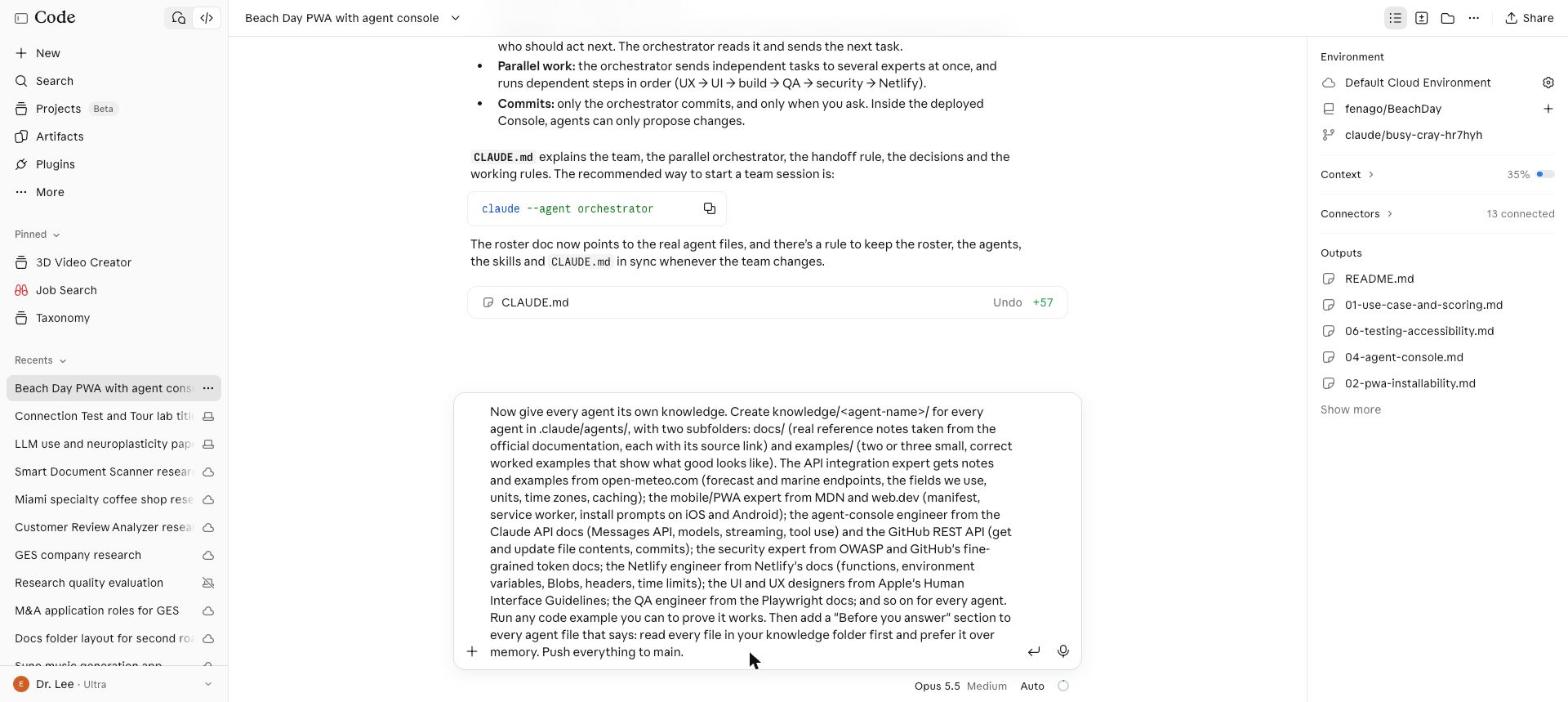 Code
New
Search
Projects Beta
Artifacts
Plugins
More
Pinned
3D Video Creator
Job Search
Taxonomy
Recents
Beach Day PWA with agent cons
Connection Test and Tour lab titl
LLM use and neuroplasticity pap
Smart Document Scanner resear
Miami specialty coffee shop rese
Customer Review Analyzer resea
GES company research
Research quality evaluation
M&A application roles for GES
Docs folder layout for second ro
Suno music generation app
Dr. Lee · Ultra
Beach Day PWA with agent console
Share
who should act next. The orchestrator reads it and sends the next task.
• Parallel work: the orchestrator sends independent tasks to several experts at once, and
runs dependent steps in order (UX → UI → build → QA → security → Netlify).
• Commits: only the orchestrator commits, and only when you ask. Inside the deployed
Console, agents can only propose changes.
CLAUDE.md explains the team, the parallel orchestrator, the handoff rule, the decisions and the
working rules. The recommended way to start a team session is:
claude --agent orchestrator
The roster doc now points to the real agent files, and there's a rule to keep the roster, the agents,
the skills and CLAUDE.md in sync whenever the team changes.
CLAUDE.md Undo +57
Now give every agent its own knowledge. Create knowledge/<agent-name>/ for every
agent in .claude/agents/, with two subfolders: docs/ (real reference notes taken from the
official documentation, each with its source link) and examples/ (two or three small, correct
worked examples that show what good looks like). The API integration expert gets notes
and examples from open-meteo.com (forecast and marine endpoints, the fields we use,
units, time zones, caching); the mobile/PWA expert from MDN and web.dev (manifest,
service worker, install prompts on iOS and Android); the agent-console engineer from the
Claude API docs (Messages API, models, streaming, tool use) and the GitHub REST API (get
and update file contents, commits); the security expert from OWASP and GitHub's fine-
grained token docs; the Netlify engineer from Netlify's docs (functions, environment
variables, Blobs, headers, time limits); the UI and UX designers from Apple's Human
Interface Guidelines; the QA engineer from the Playwright docs; and so on for every agent.
Run any code example you can to prove it works. Then add a "Before you answer" section to
every agent file that says: read every file in your knowledge folder first and prefer it over
memory. Push everything to main.
Opus 5.5 Medium Auto
Environment
Default Cloud Environment
fenago/BeachDay
claude/busy-cray-hr7hyh
Context 35%
Connectors 13 connected
Outputs
README.md
01-use-case-and-scoring.md
06-testing-accessibility.md
04-agent-console.md
02-pwa-installability.md
Show more